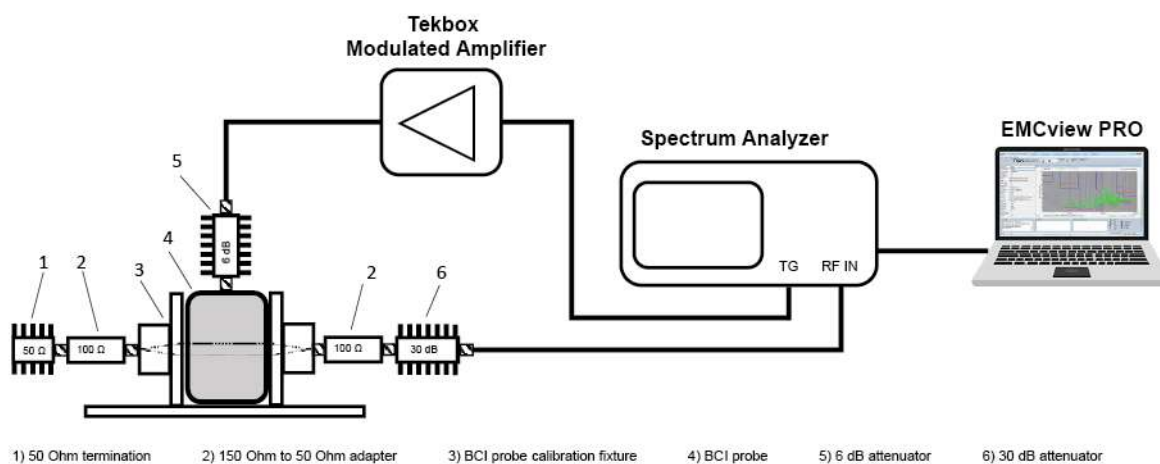 Tekbox
Modulated Amplifier
Spectrum Analyzer
EMCview PRO
5
6 dB
4
1
2
3
2
6
TG
RF IN
50 Ω
100 Ω
100 Ω
30 dB
1) 50 Ohm termination
2) 150 Ohm to 50 Ohm adapter
3) BCI probe calibration fixture
4) BCI probe
5) 6 dB attenuator
6) 30 dB attenuator